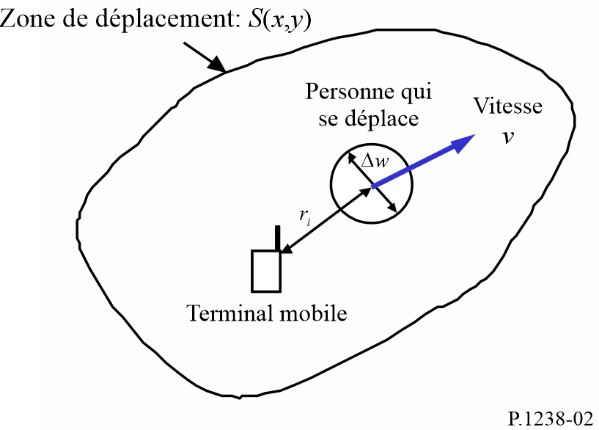 Zone de déplacement: S(x,y)
Personne qui
se déplace
Vitesse
v
Δw
r_i
Terminal mobile
P.1238-02